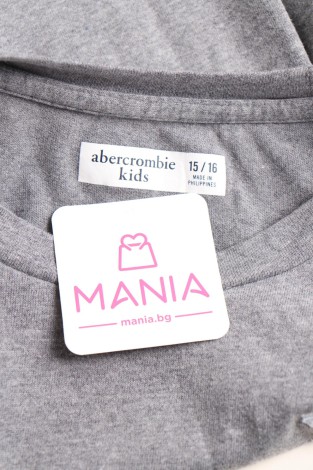 abercrombie
kids
15/16
MADE IN
PHILIPPINES
MANIA
mania.bg